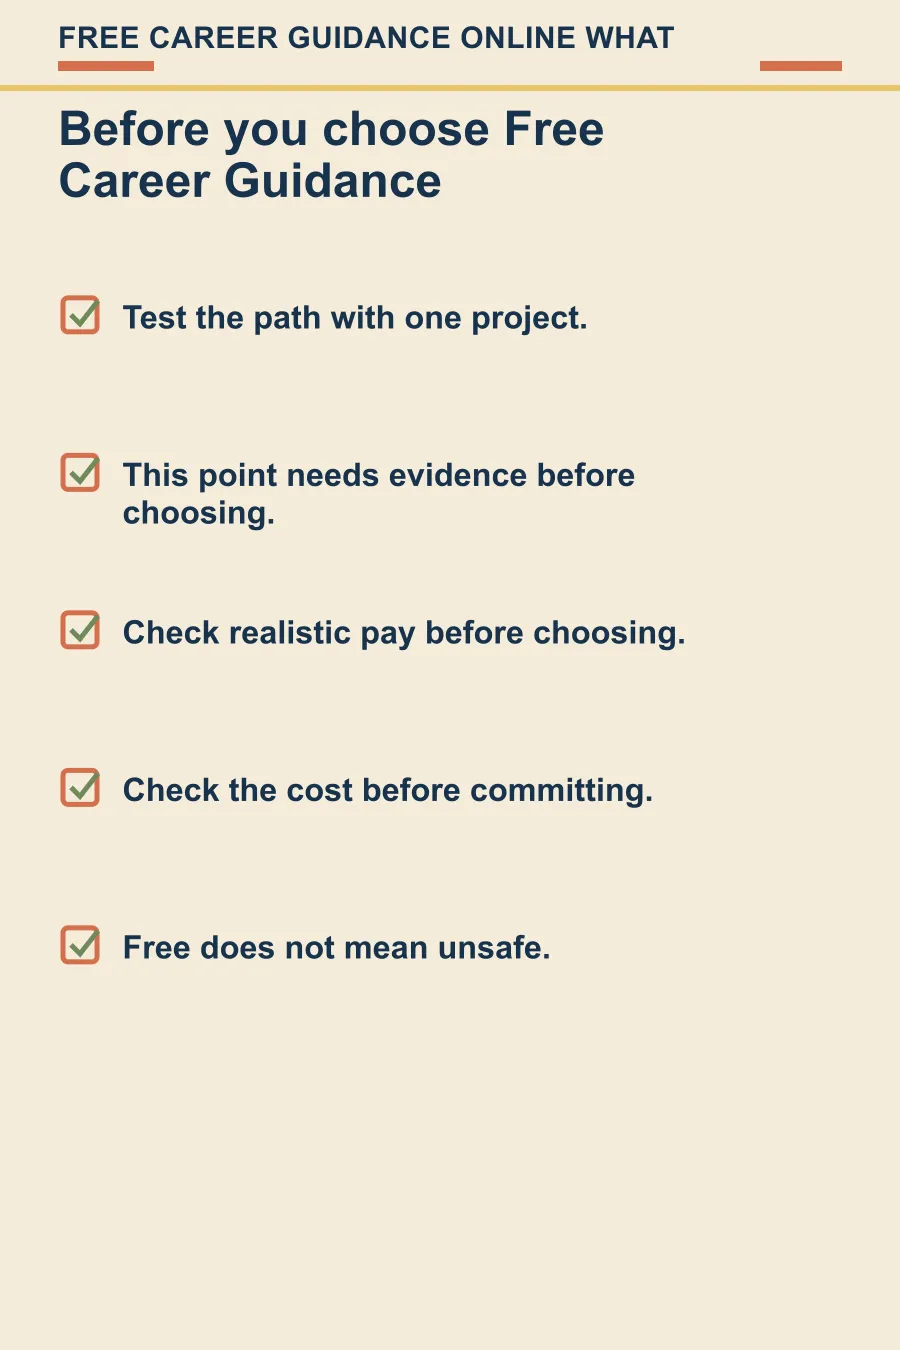 FREE CAREER GUIDANCE ONLINE WHAT
Before you choose Free
Career Guidance
Test the path with one project.
This point needs evidence before
choosing.
Check realistic pay before choosing.
Check the cost before committing.
Free does not mean unsafe.